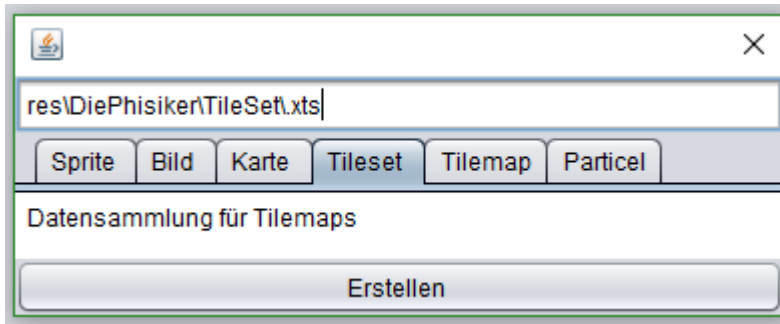 res\DiePhisiker\TileSet\.xts
Sprite Bild Karte Tileset Tilemap Particel
Datensammlung für Tilemaps
Erstellen